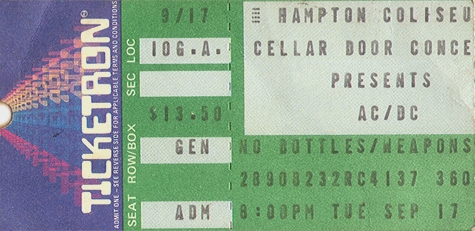 TICKETRON®
ADMIT ONE – SEE REVERSE SIDE FOR APPLICABLE TERMS AND CONDITIONS
SEAT ROW/BOX SEC LOC
9/17
10G.A.
$13.50
GEN
ADM
HAMPTON COLISEU
CELLAR DOOR CONCE
PRESENTS
AC/DC
NO BOTTLES/WEAPONS
28908232RC4137 360
8:00PM TUE SEP 17